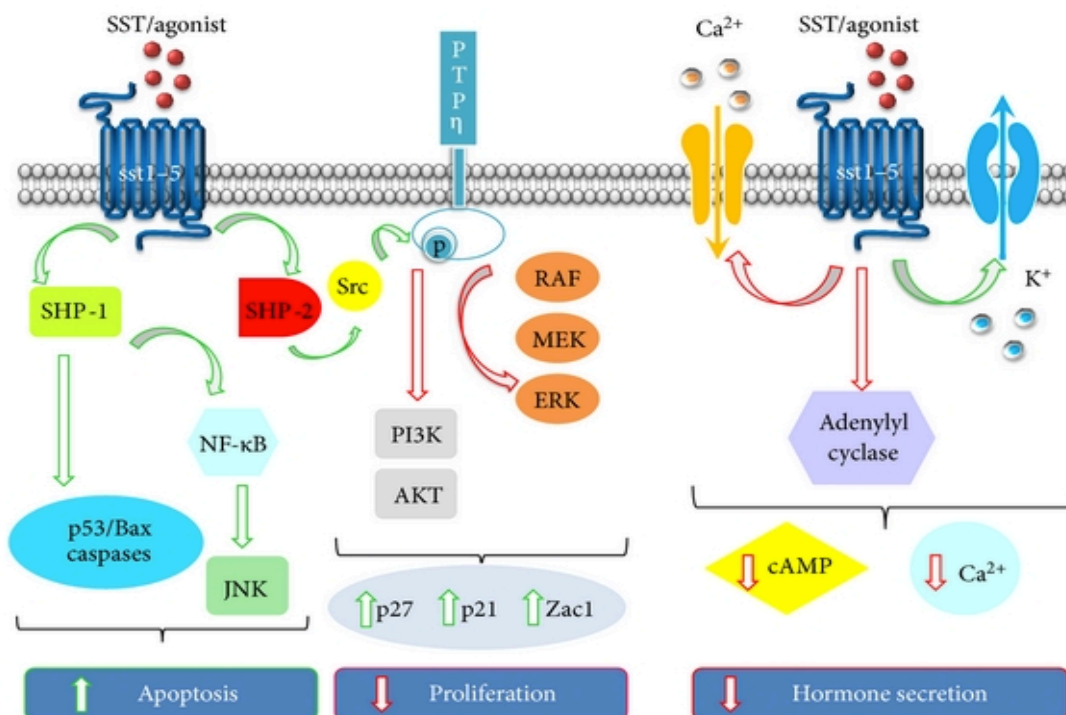 SST/agonist
P
T
P
η
Ca²⁺
SST/agonist
sst1–5
sst1–5
p
K⁺
SHP-1
SHP-2
Src
RAF
MEK
ERK
NF-κB
PI3K
AKT
Adenylyl
cyclase
p53/Bax
caspases
JNK
cAMP
Ca²⁺
p27
p21
Zac1
Apoptosis
Proliferation
Hormone secretion